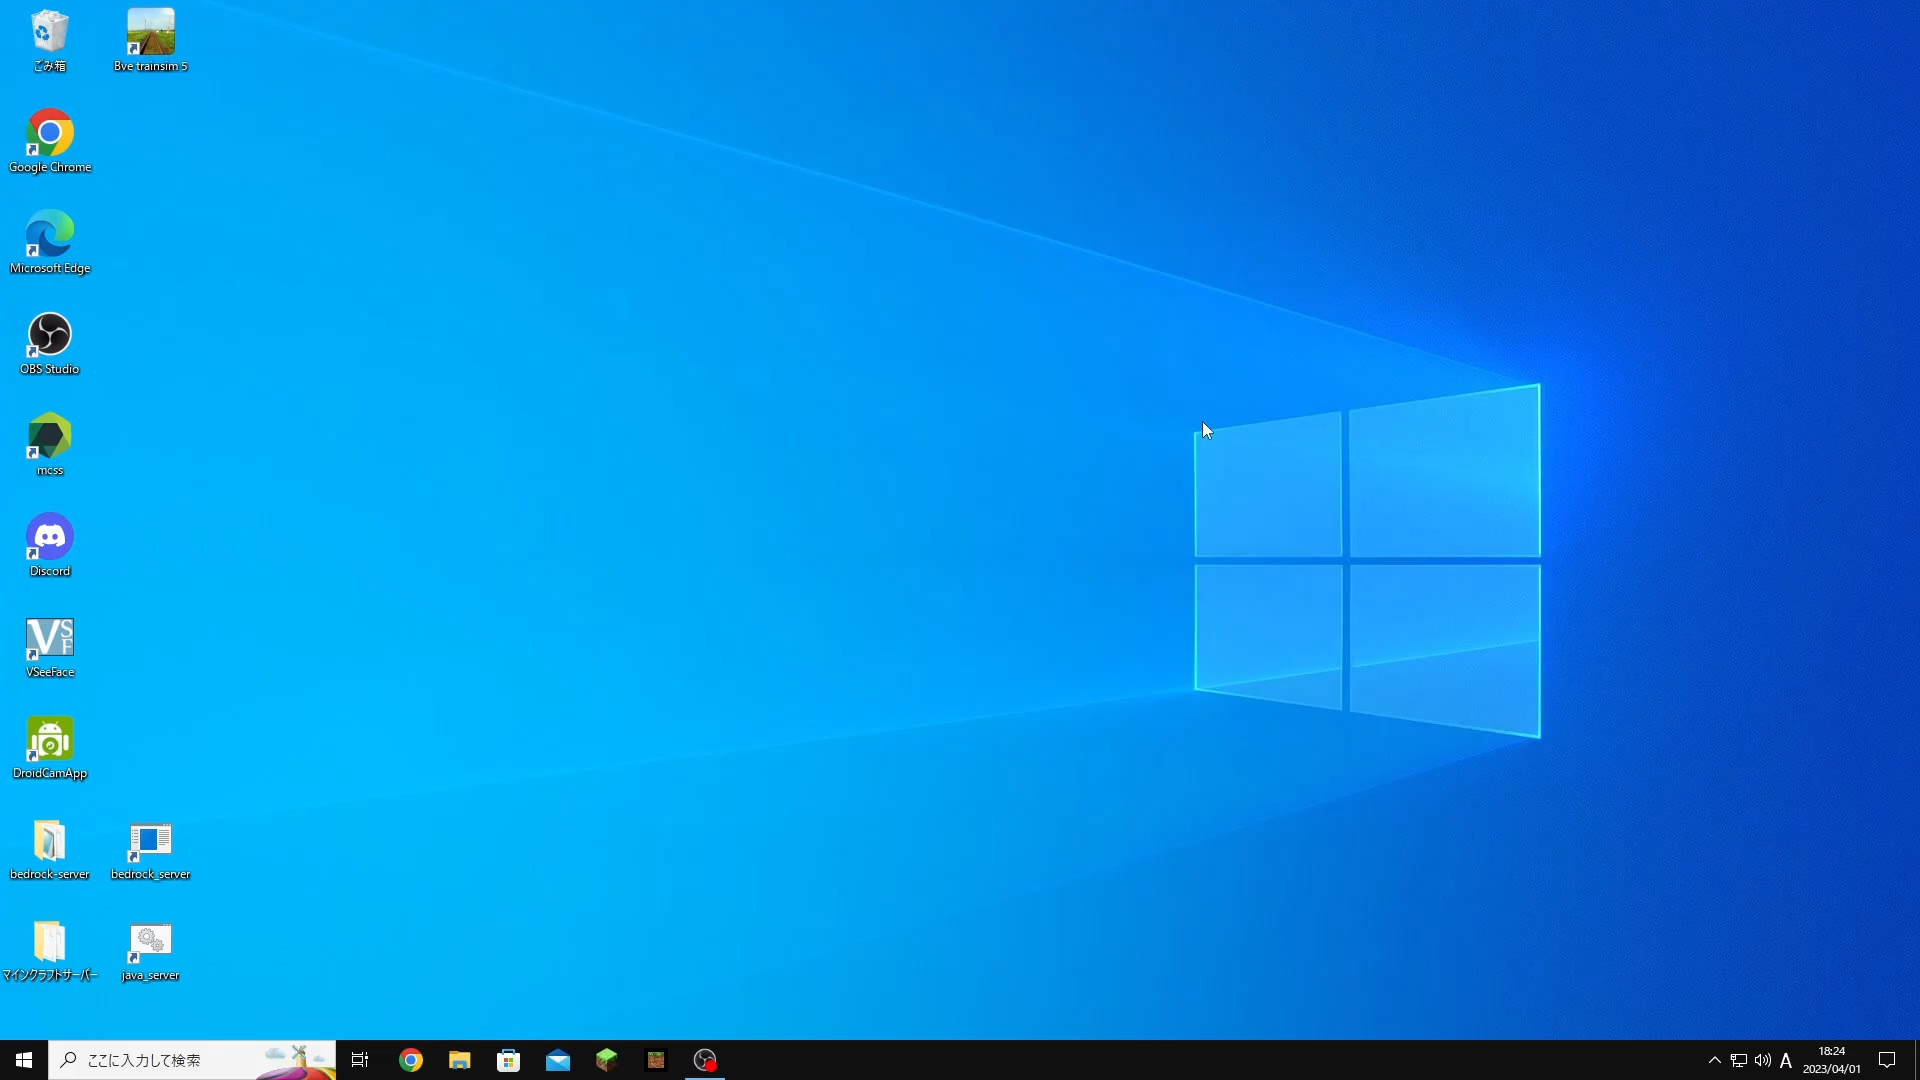 ごみ箱
Bve trainsim 5
Google Chrome
Microsoft Edge
OBS Studio
mcss
Discord
VSeeFace
DroidCamApp
bedrock-server
bedrock_server
マインクラフトサーバー
java_server
ここに入力して検索
A
18:24
2023/04/01